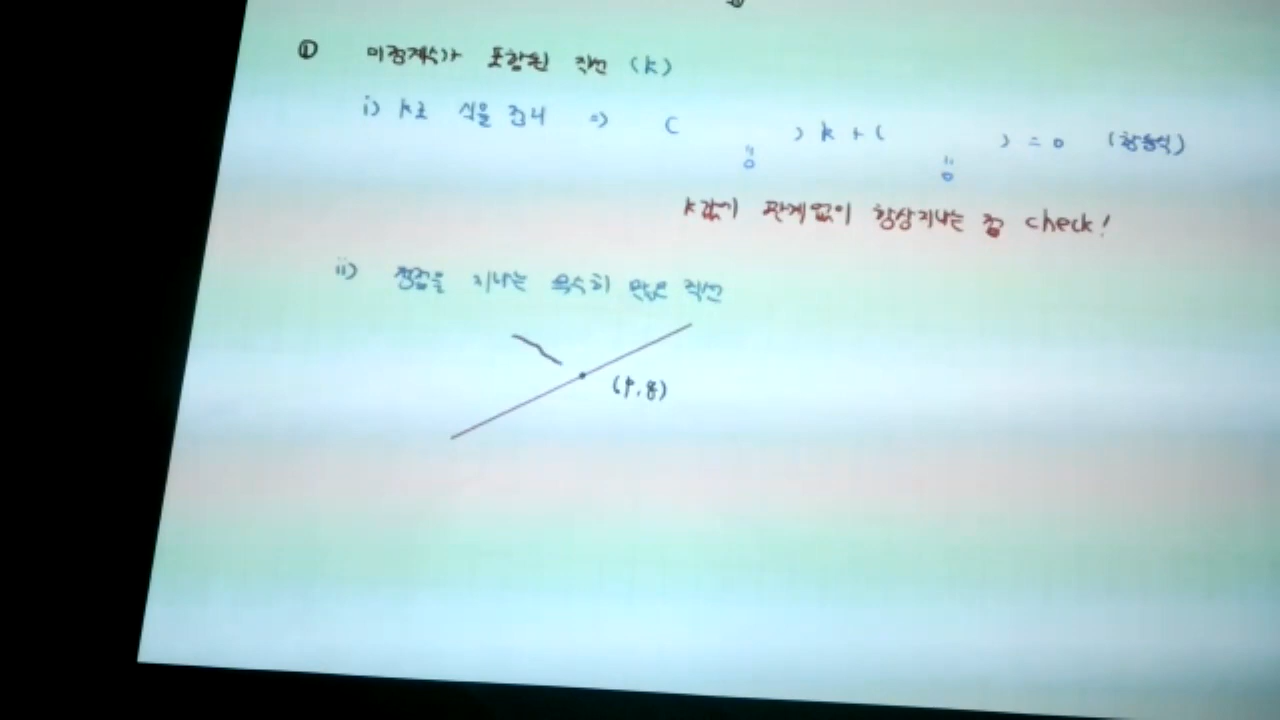 ① 미정계수가 포함된 직선 (k)
i) k로 식을 정리 ⇒ ( )k + ( ) = 0 (항등식)
" 0 " 0
k값에 관계없이 항상 지나는 점 check!
ii) 정점을 지나는 무수히 많은 직선
(p, q)